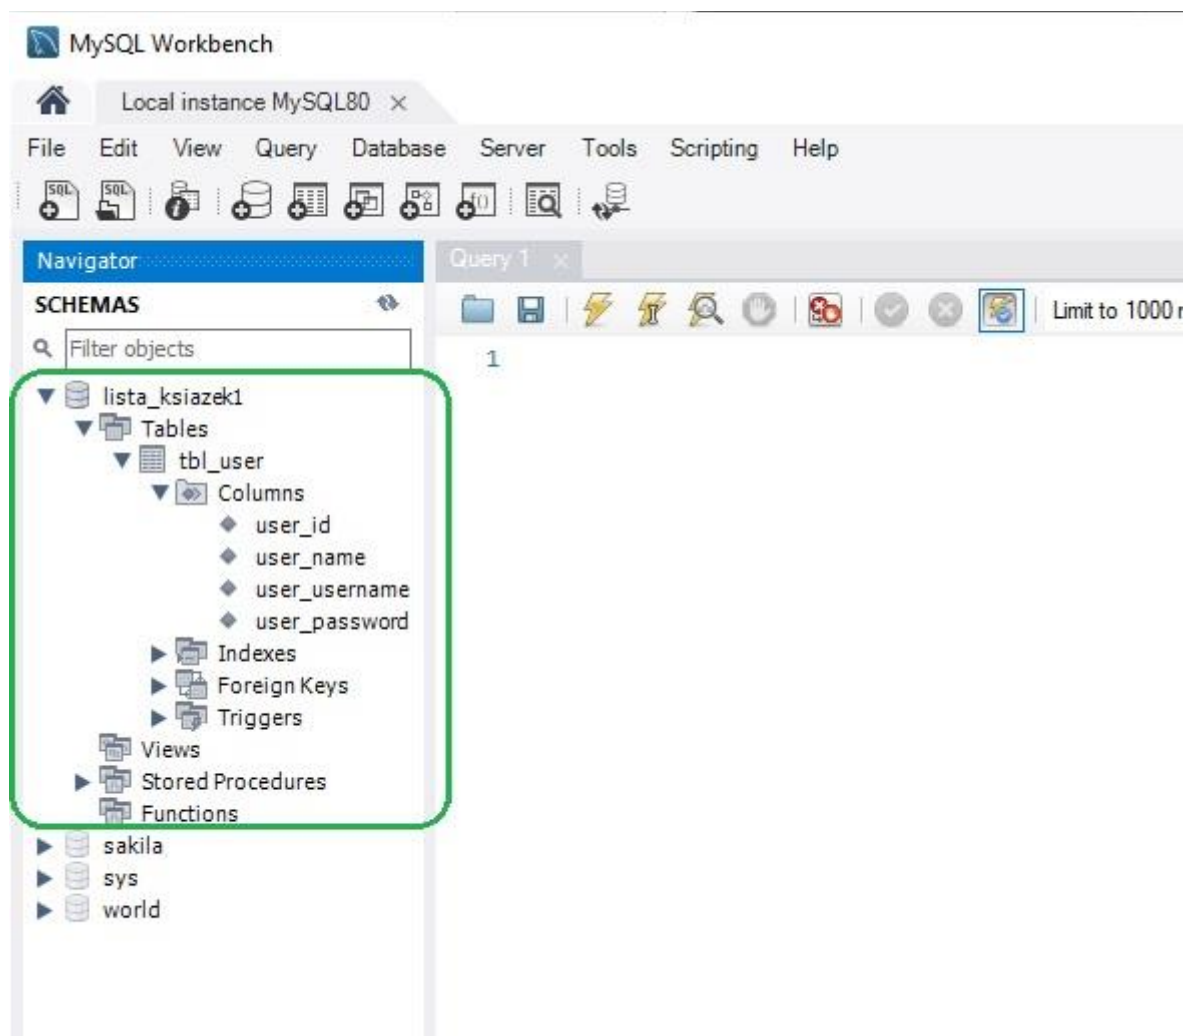 MySQL Workbench
Local instance MySQL80
File Edit View Query Database Server Tools Scripting Help
SQL SQL
Navigator
Query 1
SCHEMAS
Limit to 1000 r
Filter objects
1
lista_ksiazek1
Tables
tbl_user
Columns
user_id
user_name
user_username
user_password
Indexes
Foreign Keys
Triggers
Views
Stored Procedures
Functions
sakila
sys
world